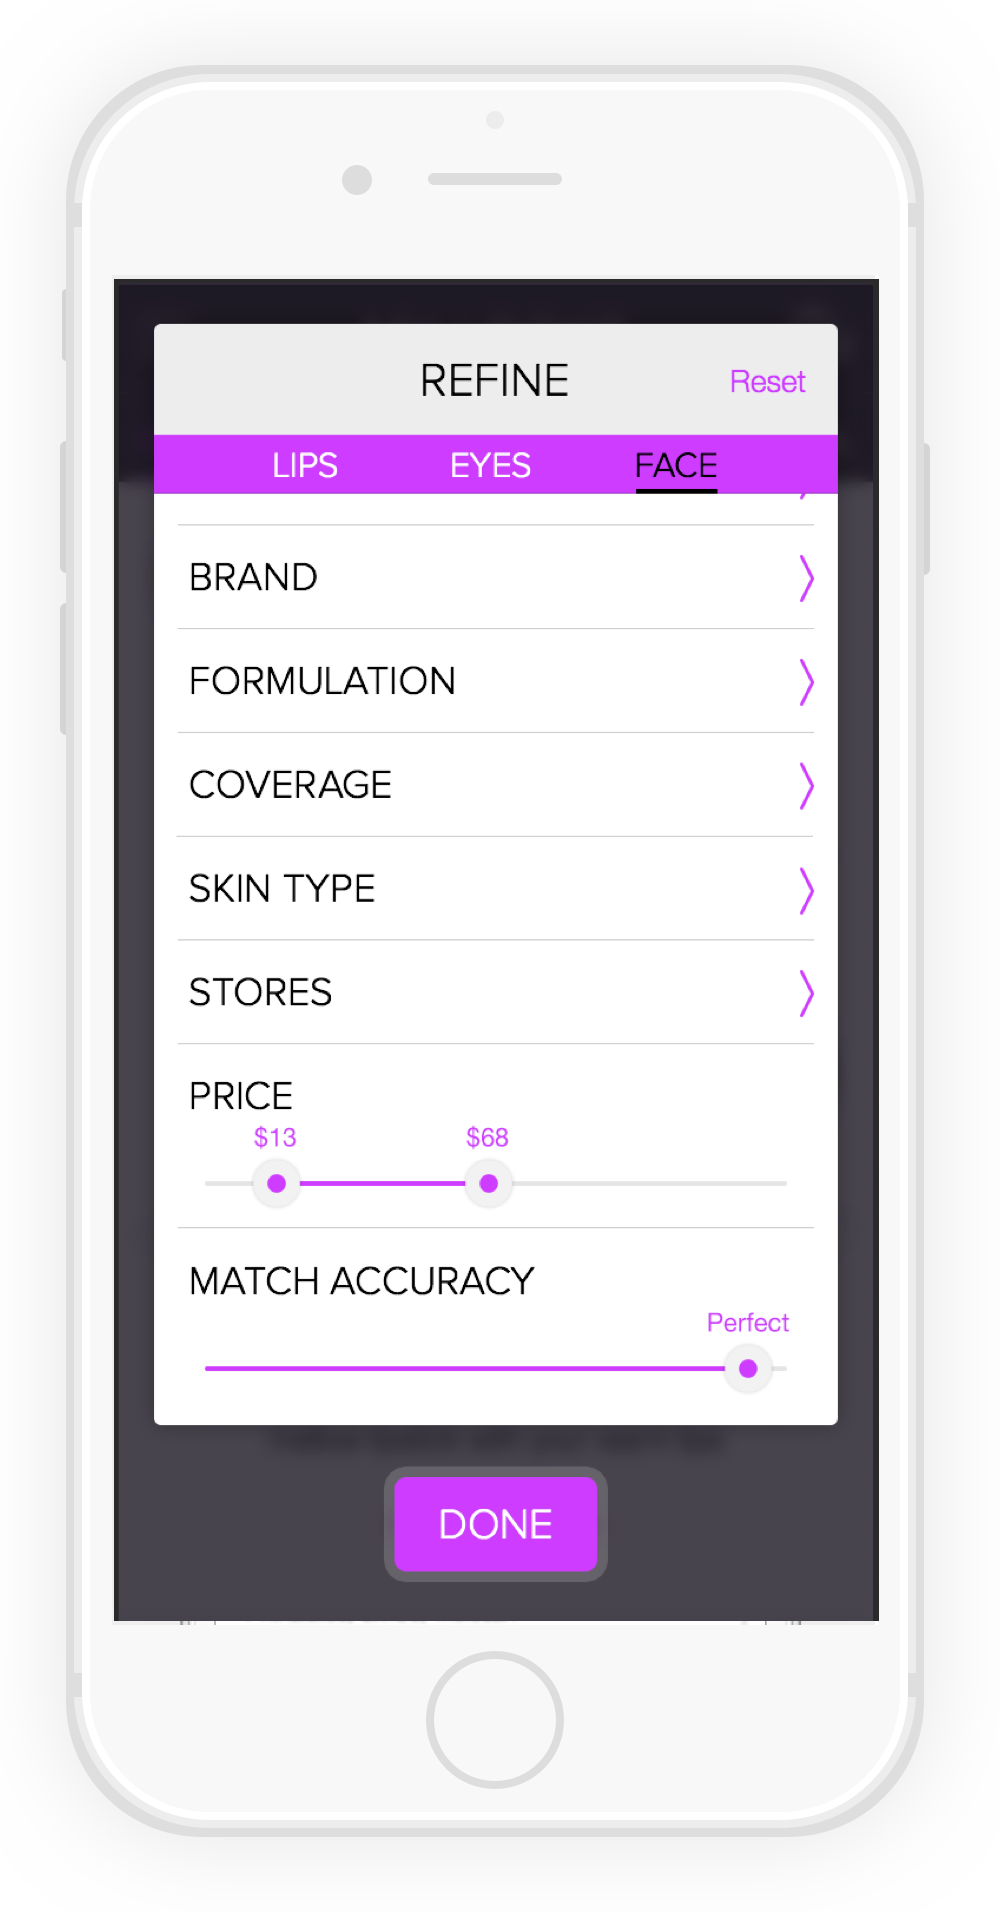 REFINE
Reset
LIPS EYES FACE
BRAND
FORMULATION
COVERAGE
SKIN TYPE
STORES
PRICE
$13 $68
MATCH ACCURACY
Perfect
DONE